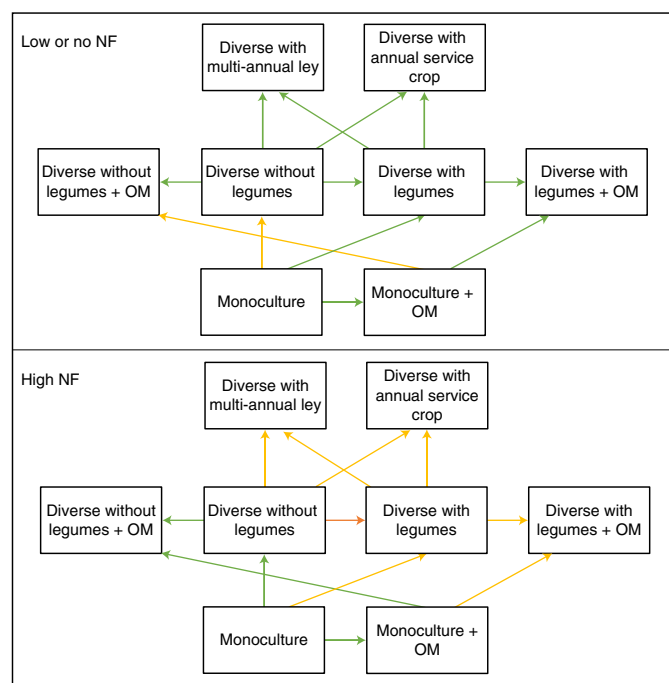 Low or no NF
Diverse with
multi-annual ley
Diverse with
annual service
crop
Diverse without
legumes + OM
Diverse without
legumes
Diverse with
legumes
Diverse with
legumes + OM
Monoculture
Monoculture +
OM
High NF
Diverse with
multi-annual ley
Diverse with
annual service
crop
Diverse without
legumes + OM
Diverse without
legumes
Diverse with
legumes
Diverse with
legumes + OM
Monoculture
Monoculture +
OM